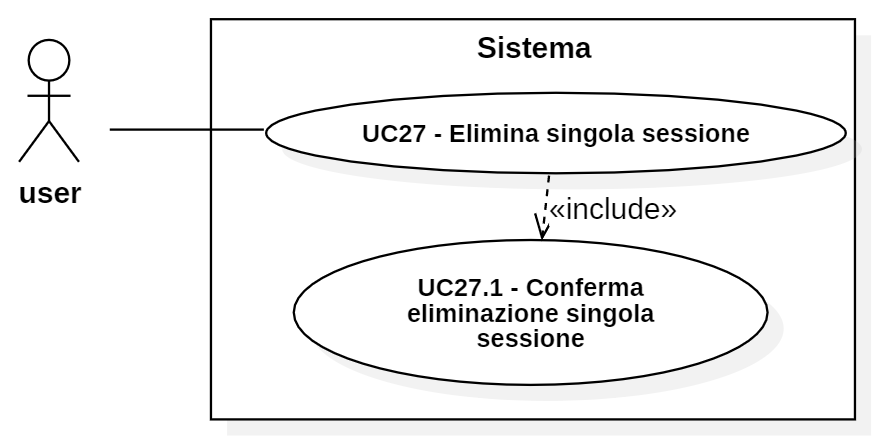 Sistema
UC27 - Elimina singola sessione
user
«include»
UC27.1 - Conferma
eliminazione singola
sessione